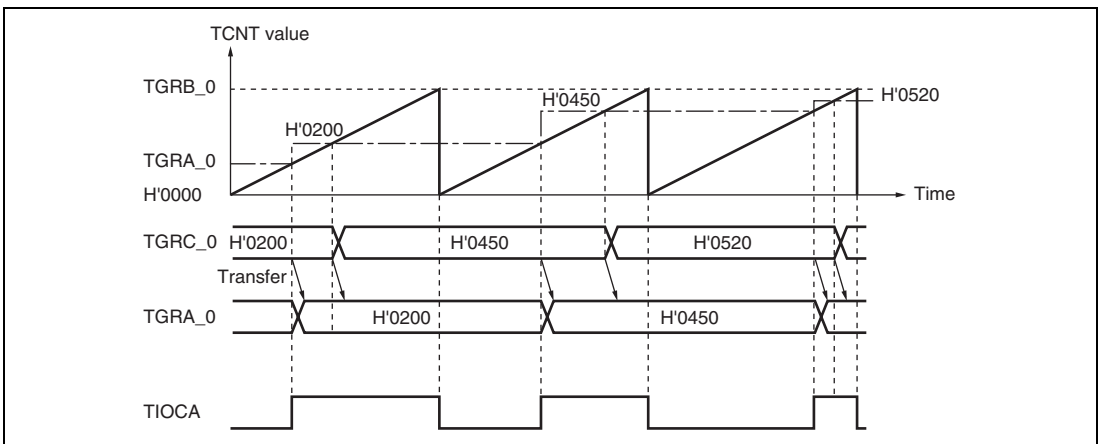 TCNT value
TGRB_0
H'0520
H'0450
H'0200
TGRA_0
H'0000
Time
TGRC_0 H'0200 H'0450 H'0520
Transfer
TGRA_0 H'0200 H'0450
TIOCA